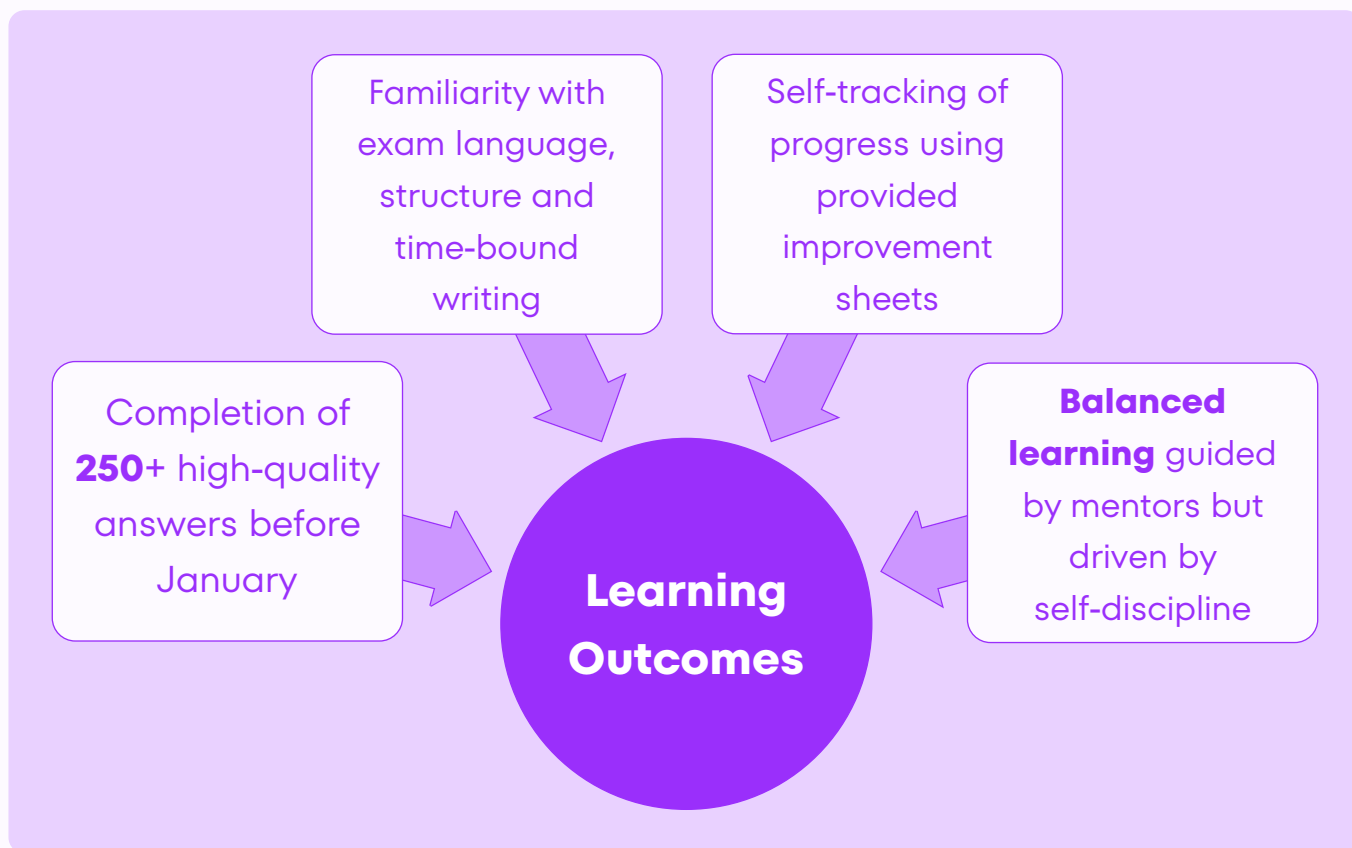 Familiarity with
exam language,
structure and
time-bound
writing
Self-tracking of
progress using
provided
improvement
sheets
Completion of
250+ high-quality
answers before
January
Balanced
learning guided
by mentors but
driven by
self-discipline
Learning
Outcomes